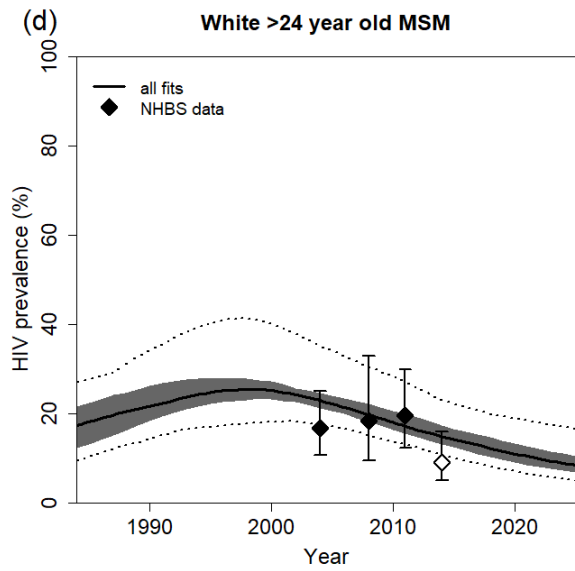 (d) White >24 year old MSM
100
all fits
NHBS data
80
60
40
20
0
HIV prevalence (%)
1990 2000 2010 2020
Year